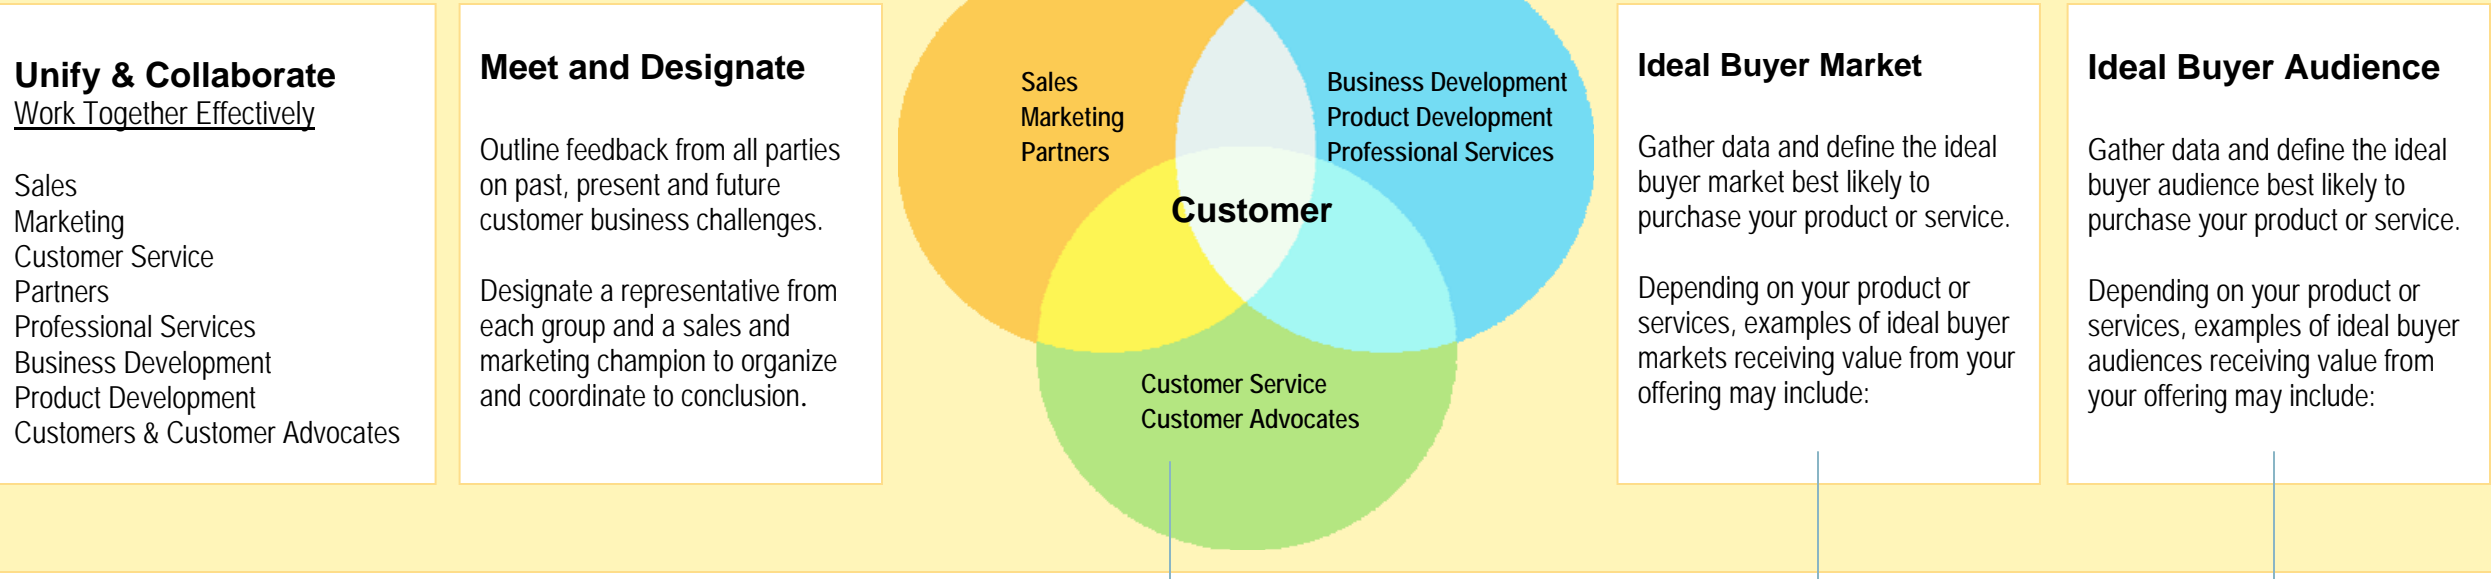 Unify & Collaborate
Work Together Effectively
Sales
Marketing
Customer Service
Partners
Professional Services
Business Development
Product Development
Customers & Customer Advocates
Meet and Designate
Outline feedback from all parties
on past, present and future
customer business challenges.
Designate a representative from
each group and a sales and
marketing champion to organize
and coordinate to conclusion.
Sales
Marketing
Partners
Business Development
Product Development
Professional Services
Customer
Customer Service
Customer Advocates
Ideal Buyer Market
Gather data and define the ideal
buyer market best likely to
purchase your product or service.
Depending on your product or
services, examples of ideal buyer
markets receiving value from your
offering may include:
Ideal Buyer Audience
Gather data and define the ideal
buyer audience best likely to
purchase your product or service.
Depending on your product or
services, examples of ideal buyer
audiences receiving value from
your offering may include: